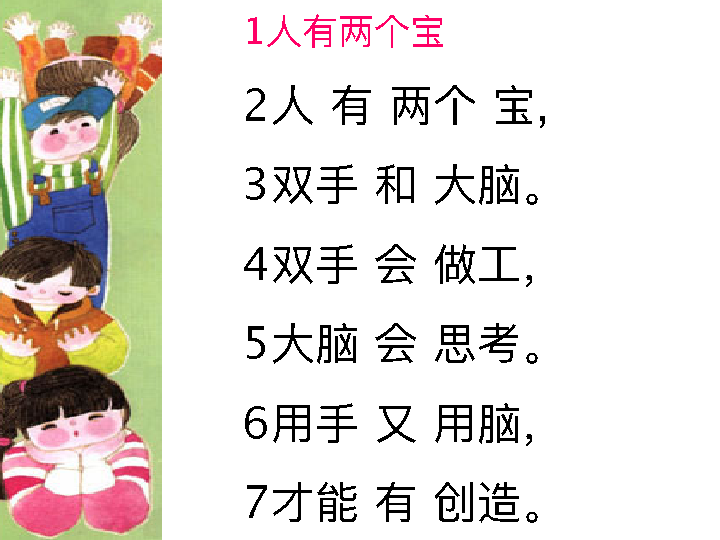 1人有两个宝
2人 有 两个 宝，
3双手 和 大脑。
4双手 会 做工，
5大脑 会 思考。
6用手 又 用脑，
7才能 有 创造。